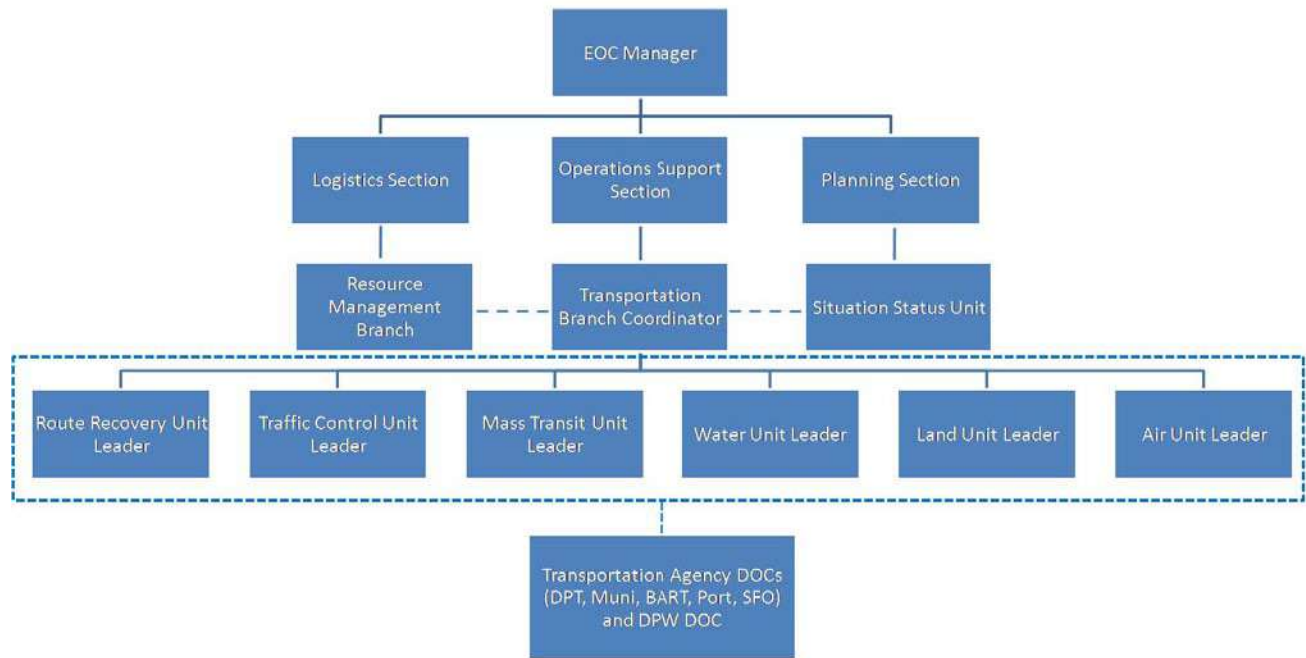 EOC Manager
Logistics Section
Operations Support
Section
Planning Section
Resource
Management
Branch
Transportation
Branch Coordinator
Situation Status Unit
Route Recovery Unit
Leader
Traffic Control Unit
Leader
Mass Transit Unit
Leader
Water Unit Leader
Land Unit Leader
Air Unit Leader
Transportation Agency DOCs
(DPT, Muni, BART, Port, SFO)
and DPW DOC